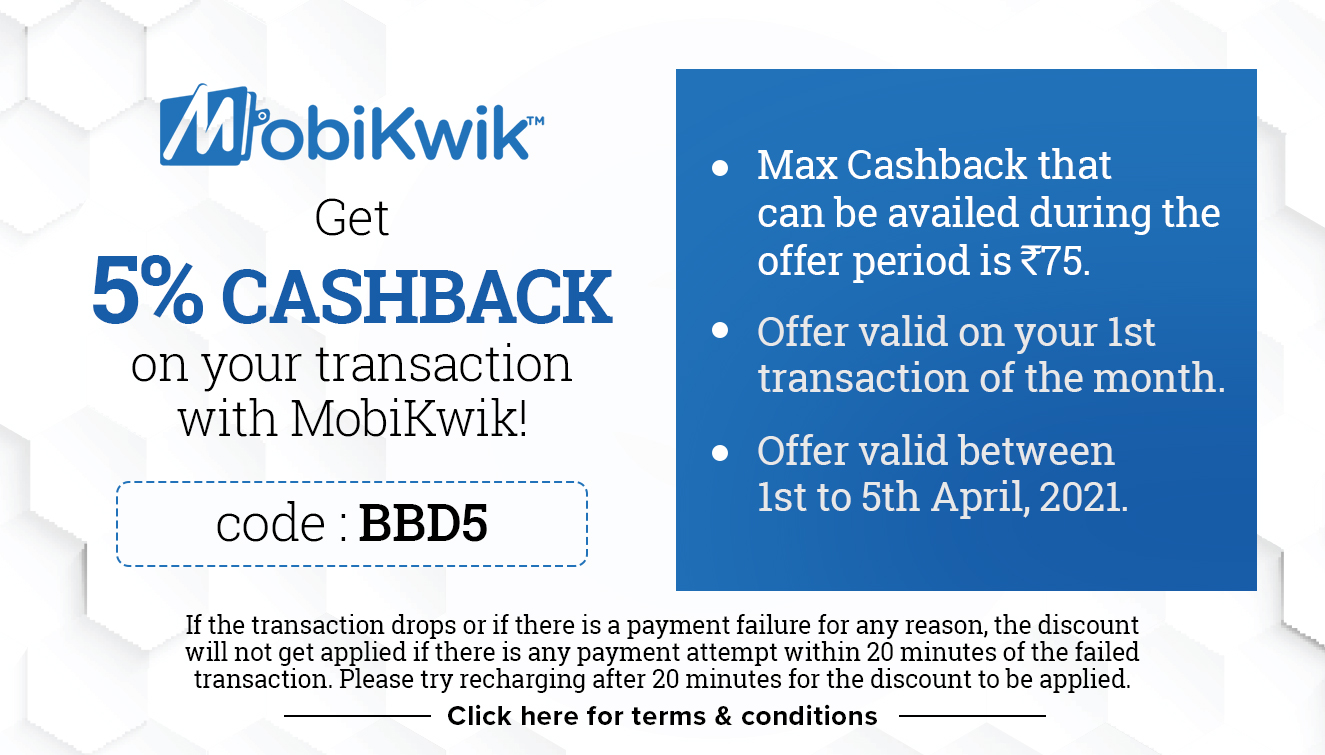 MobiKwik™
Get
5% CASHBACK
on your transaction
with MobiKwik!
code : BBD5
• Max Cashback that
can be availed during the
offer period is ₹75.
• Offer valid on your 1st
transaction of the month.
• Offer valid between
1st to 5th April, 2021.
If the transaction drops or if there is a payment failure for any reason, the discount
will not get applied if there is any payment attempt within 20 minutes of the failed
transaction. Please try recharging after 20 minutes for the discount to be applied.
Click here for terms & conditions